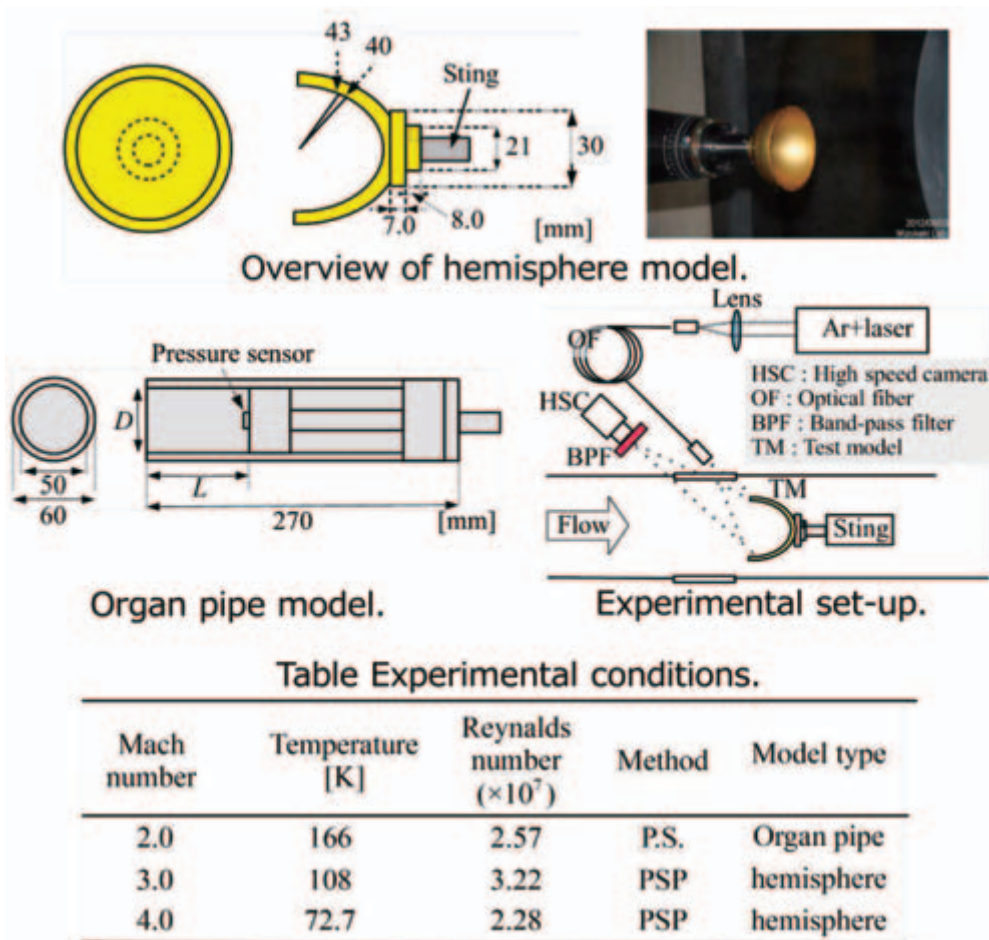 43
40
Sting
21
30
7.0
8.0
[mm]
Overview of hemisphere model.
Lens
Ar+laser
OF
HSC : High speed camera
OF : Optical fiber
BPF : Band-pass filter
TM : Test model
HSC
BPF
TM
Flow
Sting
Pressure sensor
D
L
50
60
270
[mm]
Organ pipe model.
Experimental set-up.
Table Experimental conditions.
Mach number
Temperature [K]
Reynalds number (×10⁷)
Method
Model type
2.0 166 2.57 P.S. Organ pipe
3.0 108 3.22 PSP hemisphere
4.0 72.7 2.28 PSP hemisphere